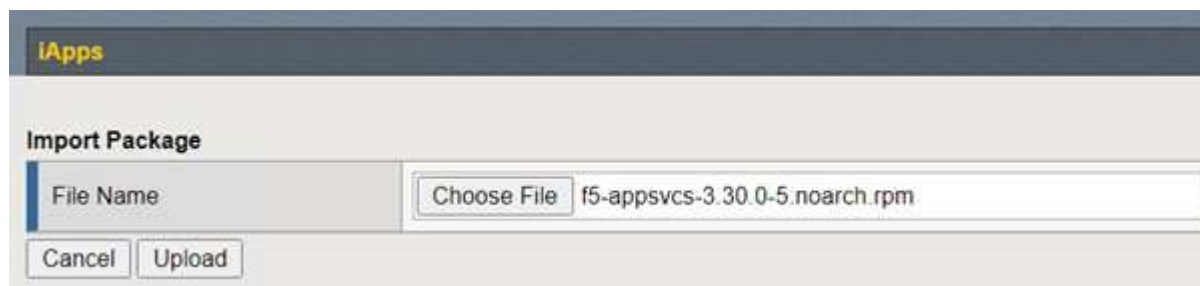 iApps
Import Package
File Name Choose File f5-appsvcs-3.30.0-5.noarch.rpm
Cancel Upload